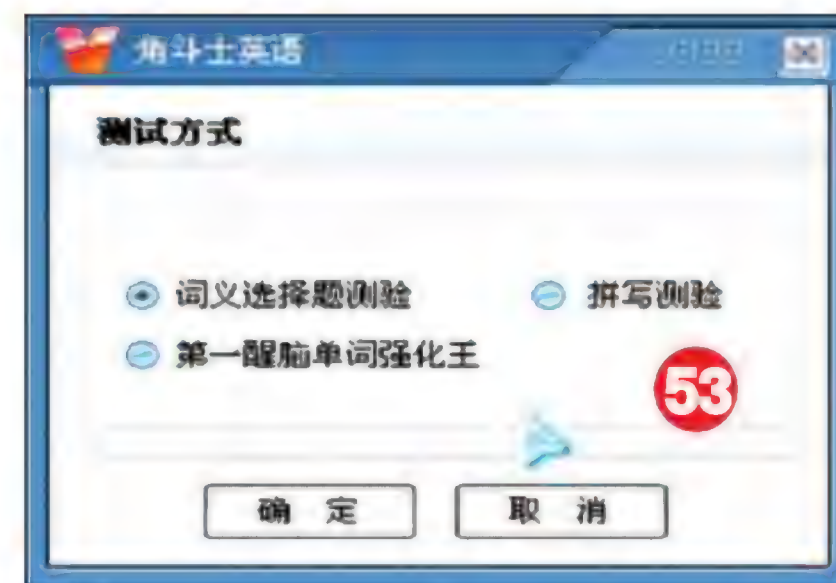 角斗士英语
测试方式
词义选择题测验 拼写测验
第一醒脑单词强化王
53
确 定 取 消